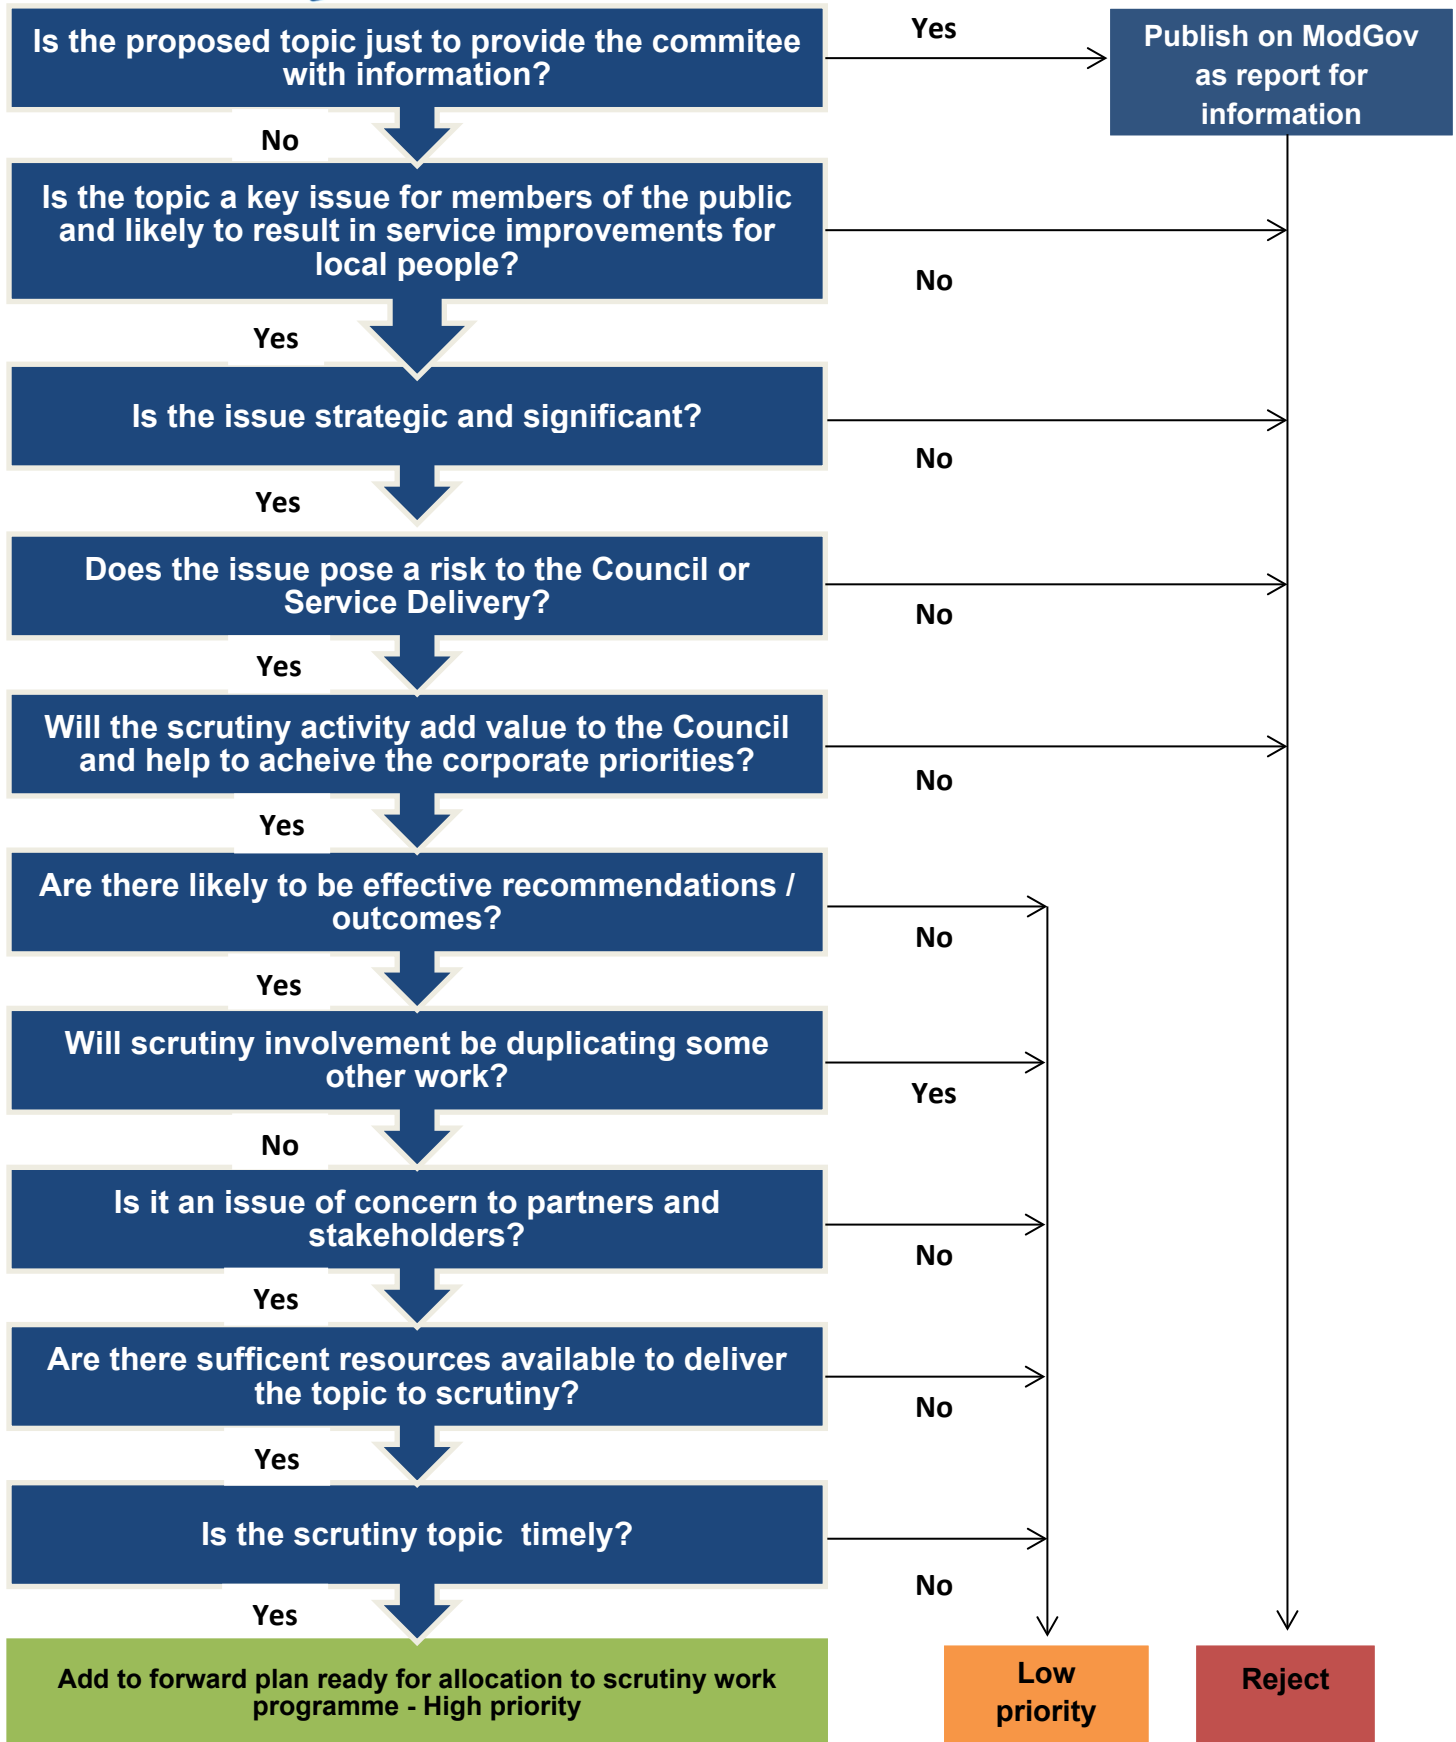 Is the proposed topic just to provide the commitee
with information?
Yes
Publish on ModGov
as report for
information
No
Is the topic a key issue for members of the public
and likely to result in service improvements for
local people?
No
Yes
Is the issue strategic and significant?
No
Yes
Does the issue pose a risk to the Council or
Service Delivery?
No
Yes
Will the scrutiny activity add value to the Council
and help to acheive the corporate priorities?
No
Yes
Are there likely to be effective recommendations /
outcomes?
No
Yes
Will scrutiny involvement be duplicating some
other work?
Yes
No
Is it an issue of concern to partners and
stakeholders?
No
Yes
Are there sufficent resources available to deliver
the topic to scrutiny?
No
Yes
Is the scrutiny topic  timely?
No
Yes
Add to forward plan ready for allocation to scrutiny work
programme - High priority
Low
priority
Reject